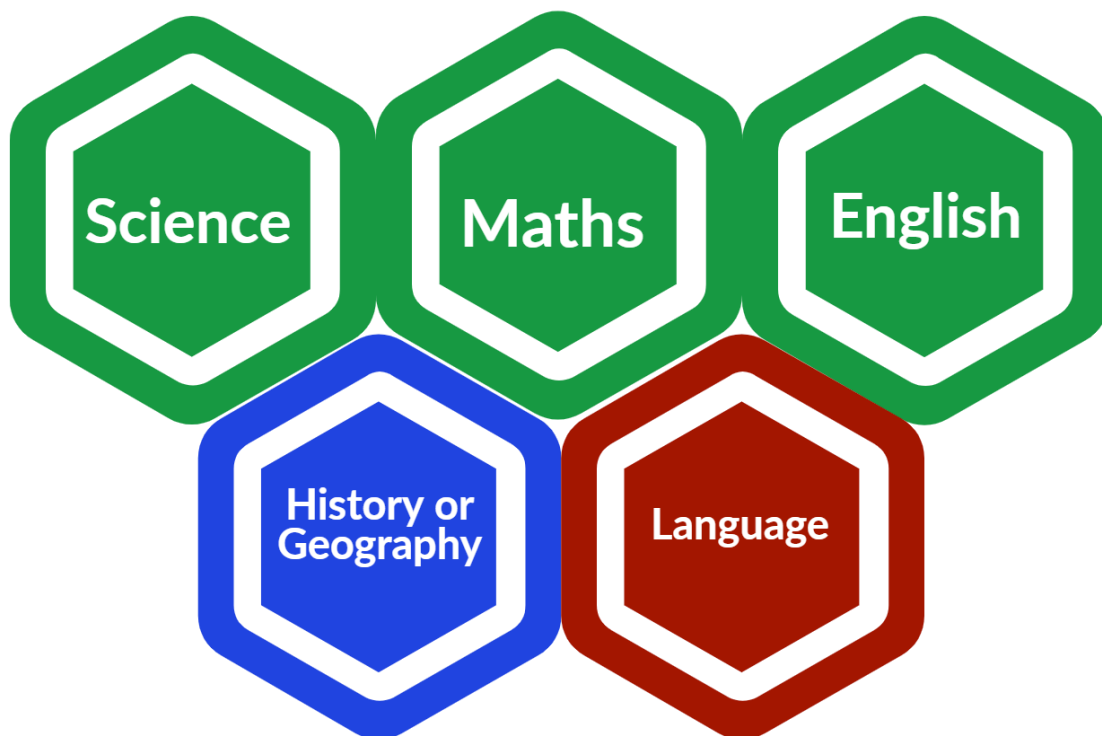 Science
Maths
English
History or
Geography
Language